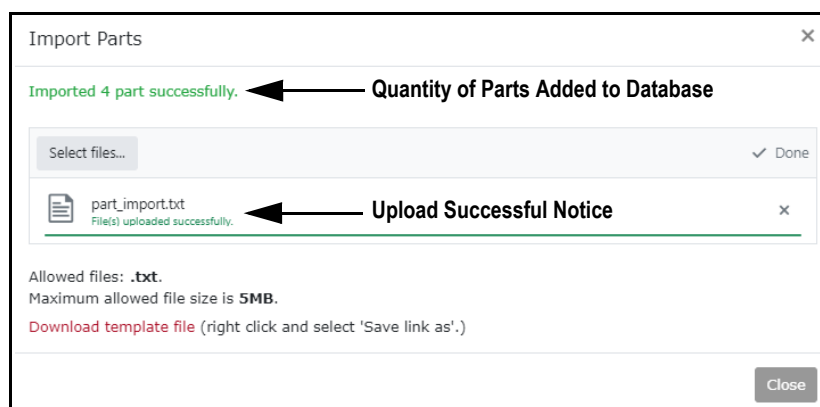 Import Parts
Imported 4 part successfully. Quantity of Parts Added to Database
Select files... Done
part_import.txt
File(s) uploaded successfully. Upload Successful Notice
Allowed files: .txt.
Maximum allowed file size is 5MB.
Download template file (right click and select 'Save link as'.)
Close